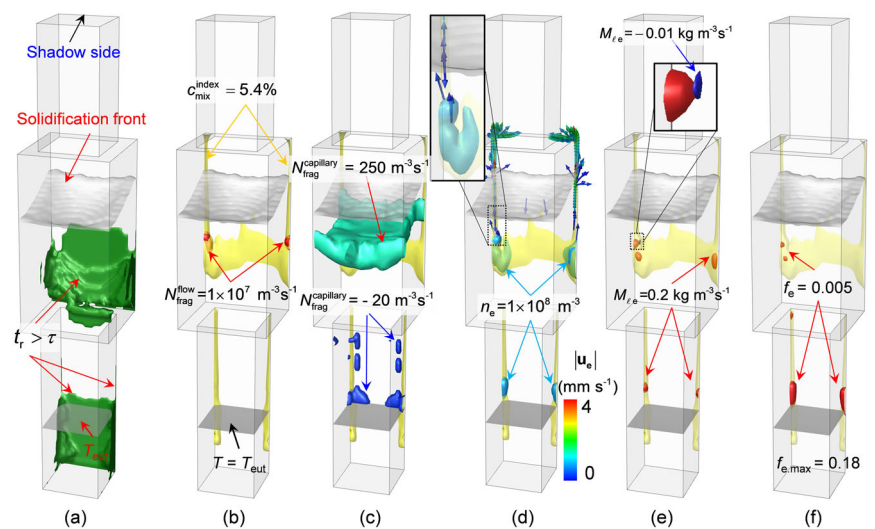 Shadow side
Solidification front
t_r > τ
T_eut
(a)
c_mix^index = 5.4%
N_frag^flow = 1×10^7 m^-3s^-1
T = T_eut
(b)
N_frag^capillary = 250 m^-3s^-1
N_frag^capillary = - 20 m^-3s^-1
(c)
n_e = 1×10^8 m^-3
|u_e|
(mm s^-1)
4
0
(d)
M_ℓe = −0.01 kg m^-3s^-1
M_ℓe = 0.2 kg m^-3s^-1
(e)
f_e = 0.005
f_e,max = 0.18
(f)